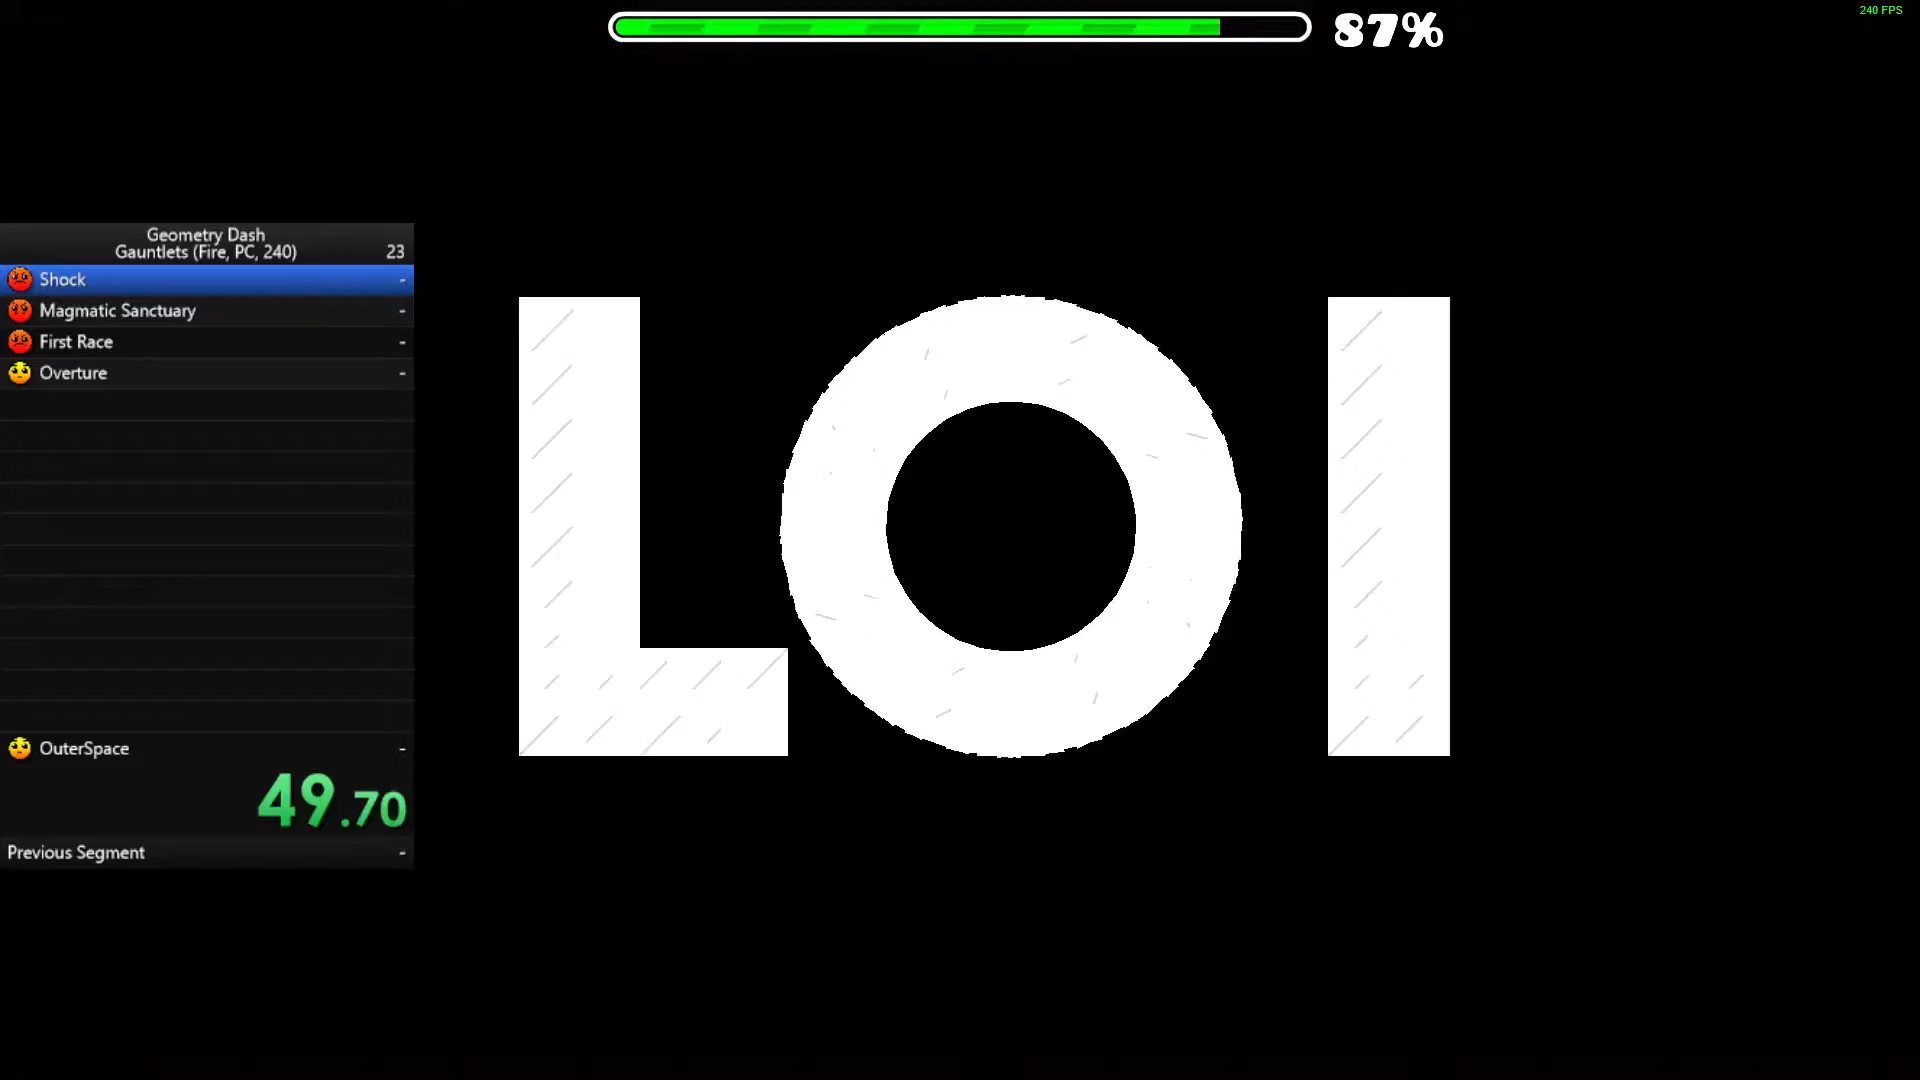 87%
240 FPS
Geometry Dash
Gauntlets (Fire, PC, 240) 23
Shock -
Magmatic Sanctuary -
First Race -
Overture -
OuterSpace -
49.70
Previous Segment -
LOI